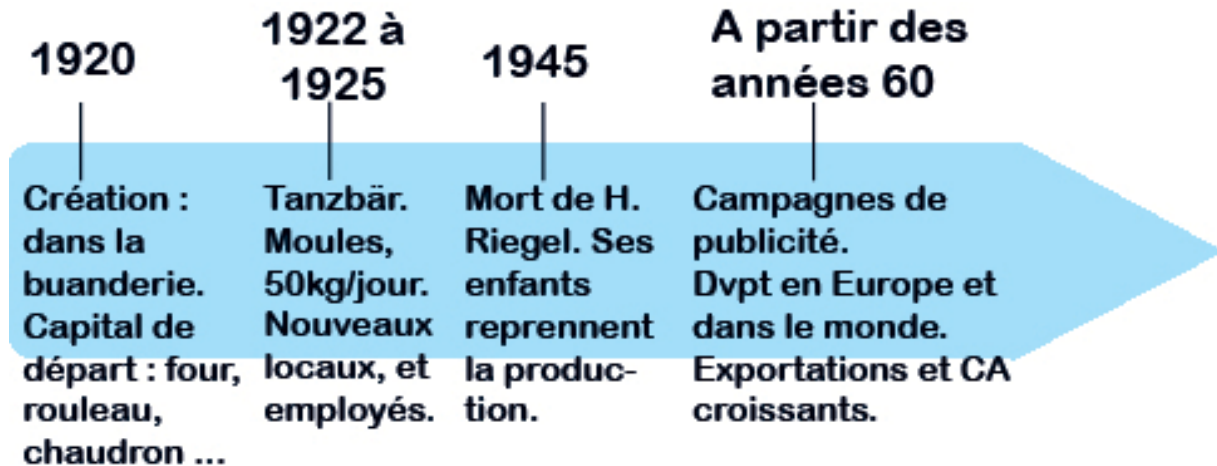 1920
Création :
dans la
buanderie.
Capital de
départ : four,
rouleau,
chaudron ...
1922 à
1925
Tanzbär.
Moules,
50kg/jour.
Nouveaux
locaux, et
employés.
1945
Mort de H.
Riegel. Ses
enfants
reprennent
la produc-
tion.
A partir des
années 60
Campagnes de
publicité.
Dvpt en Europe et
dans le monde.
Exportations et CA
croissants.